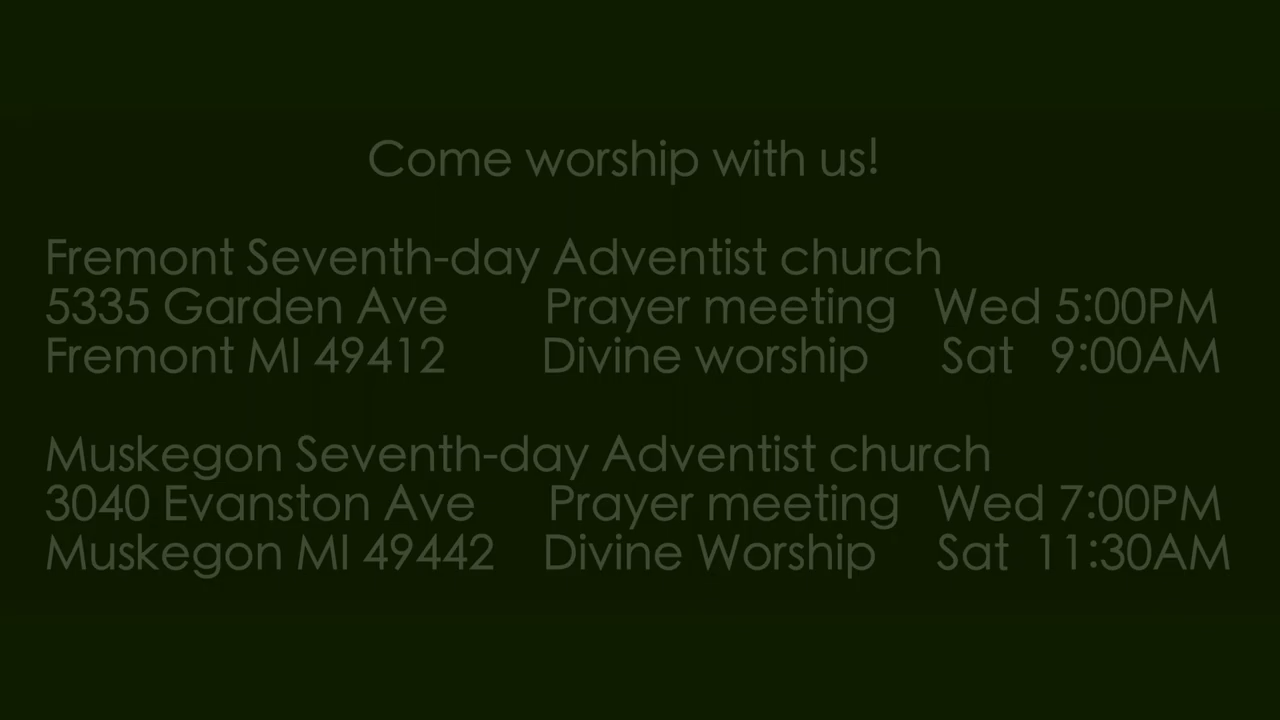 Come worship with us!
Fremont Seventh-day Adventist church
5335 Garden Ave Prayer meeting Wed 5:00PM
Fremont MI 49412 Divine worship Sat 9:00AM
Muskegon Seventh-day Adventist church
3040 Evanston Ave Prayer meeting Wed 7:00PM
Muskegon MI 49442 Divine Worship Sat 11:30AM